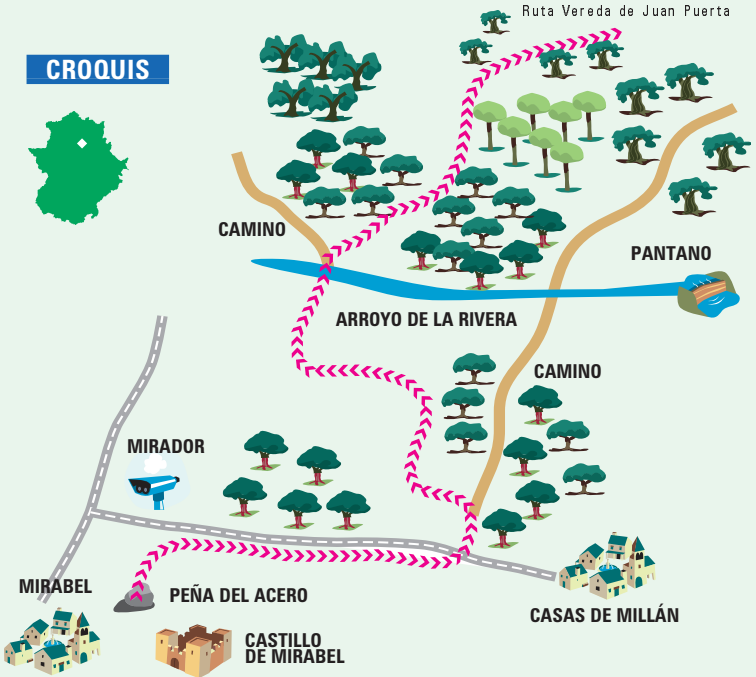 Ruta Vereda de Juan Puerta
CROQUIS
CAMINO
PANTANO
ARROYO DE LA RIVERA
CAMINO
MIRADOR
MIRABEL
PEÑA DEL ACERO
CASAS DE MILLÁN
CASTILLO
DE MIRABEL